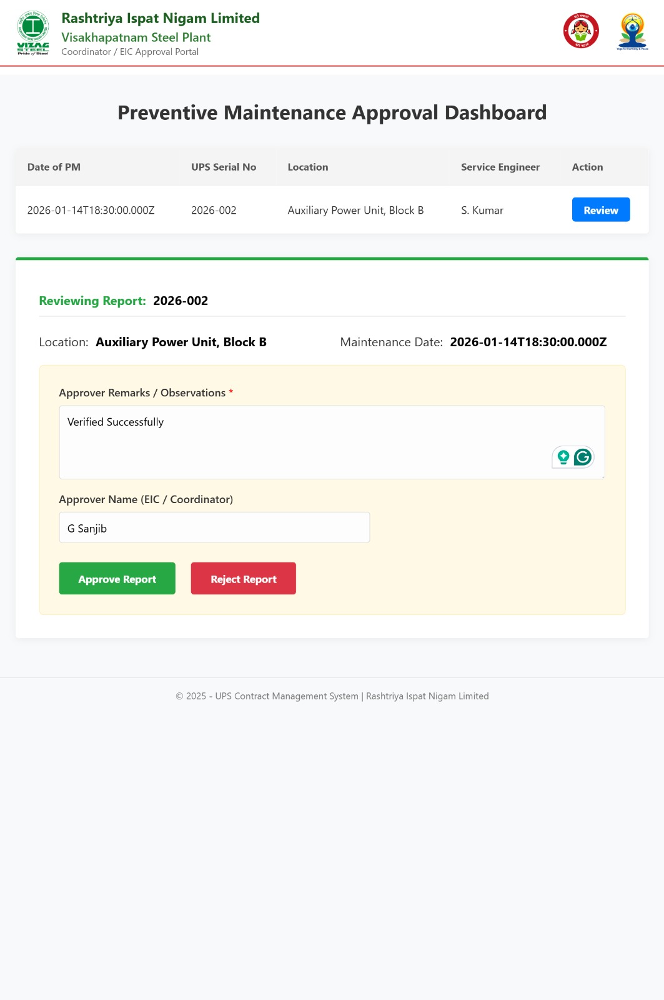 Rashtriya Ispat Nigam Limited
Visakhapatnam Steel Plant
Coordinator / EIC Approval Portal
VIZAG
STEEL
Pride of Steel
Yoga for Harmony & Peace
Preventive Maintenance Approval Dashboard
Date of PM UPS Serial No Location Service Engineer Action
2026-01-14T18:30:00.000Z 2026-002 Auxiliary Power Unit, Block B S. Kumar Review
Reviewing Report: 2026-002
Location: Auxiliary Power Unit, Block B Maintenance Date: 2026-01-14T18:30:00.000Z
Approver Remarks / Observations *
Verified Successfully
Approver Name (EIC / Coordinator)
G Sanjib
Approve Report Reject Report
© 2025 - UPS Contract Management System | Rashtriya Ispat Nigam Limited